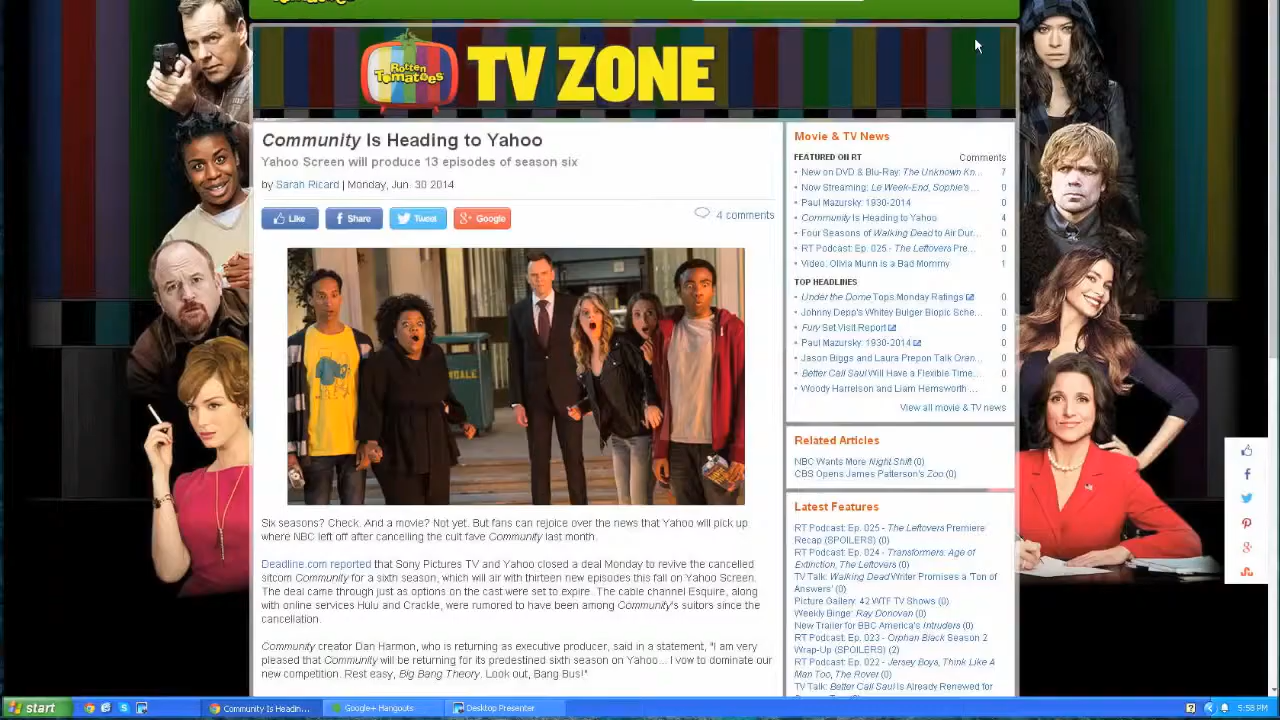 Rotten
Tomatoes
TV ZONE
Community Is Heading to Yahoo
Yahoo Screen will produce 13 episodes of season six
by Sarah Ricard | Monday, Jun. 30 2014
Like
Share
Tweet
Google
4 comments
GREENDALE
Six seasons? Check. And a movie? Not yet. But fans can rejoice over the news that Yahoo will pick up
where NBC left off after cancelling the cult fave Community last month.
Deadline.com reported that Sony Pictures TV and Yahoo closed a deal Monday to revive the cancelled
sitcom Community for a sixth season, which will air with thirteen new episodes this fall on Yahoo Screen.
The deal came through just as options on the cast were set to expire. The cable channel Esquire, along
with online services Hulu and Crackle, were rumored to have been among Community's suitors since the
cancellation.
Community creator Dan Harmon, who is returning as executive producer, said in a statement, "I am very
pleased that Community will be returning for its predestined sixth season on Yahoo... I vow to dominate our
new competition. Rest easy, Big Bang Theory. Look out, Bang Bus!"
Movie & TV News
FEATURED ON RT Comments
New on DVD & Blu-Ray: The Unknown Kn... 7
Now Streaming: Le Week-End, Sophie's ... 0
Paul Mazursky: 1930-2014 0
Community Is Heading to Yahoo 4
Four Seasons of Walking Dead to Air Dur... 0
RT Podcast: Ep. 025 - The Leftovers Pre... 0
Video: Olivia Munn is a Bad Mommy 1
TOP HEADLINES
Under the Dome Tops Monday Ratings 0
Johnny Depp's Whitey Bulger Biopic Sche... 0
Fury Set Visit Report 0
Paul Mazursky: 1930-2014 0
Jason Biggs and Laura Prepon Talk Oran... 0
Better Call Saul Will Have a Flexible Time... 0
Woody Harrelson and Liam Hemsworth ... 0
View all movie & TV news
Related Articles
NBC Wants More Night Shift (0)
CBS Opens James Patterson's Zoo (0)
Latest Features
RT Podcast: Ep. 025 - The Leftovers Premiere
Recap (SPOILERS) (0)
RT Podcast: Ep. 024 - Transformers: Age of
Extinction, The Leftovers (0)
TV Talk: Walking Dead Writer Promises a 'Ton of
Answers' (0)
Picture Gallery: 42 WTF TV Shows (0)
Weekly Binge: Ray Donovan (0)
New Trailer for BBC America's Intruders (0)
RT Podcast: Ep. 023 - Orphan Black Season 2
Wrap-Up (SPOILERS) (2)
RT Podcast: Ep. 022 - Jersey Boys, Think Like A
Man Too, The Rover (0)
TV Talk: Better Call Saul Is Already Renewed for
start
Community Is Headin...
Google+ Hangouts
Desktop Presenter
5:58 PM